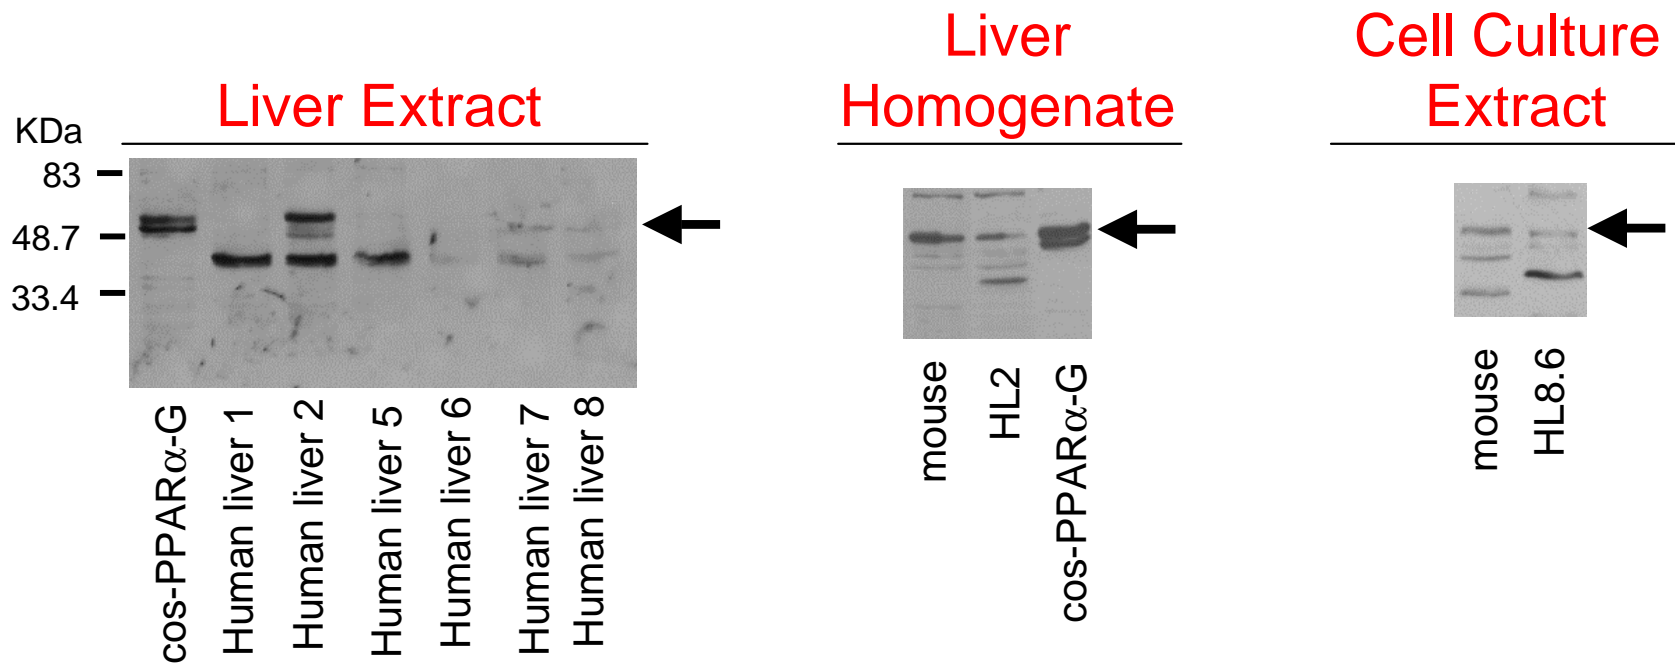 Liver Extract
KDa
83
48.7
33.4
cos-PPARα-G
Human liver 1
Human liver 2
Human liver 5
Human liver 6
Human liver 7
Human liver 8
Liver
Homogenate
mouse
HL2
cos-PPARα-G
Cell Culture
Extract
mouse
HL8.6